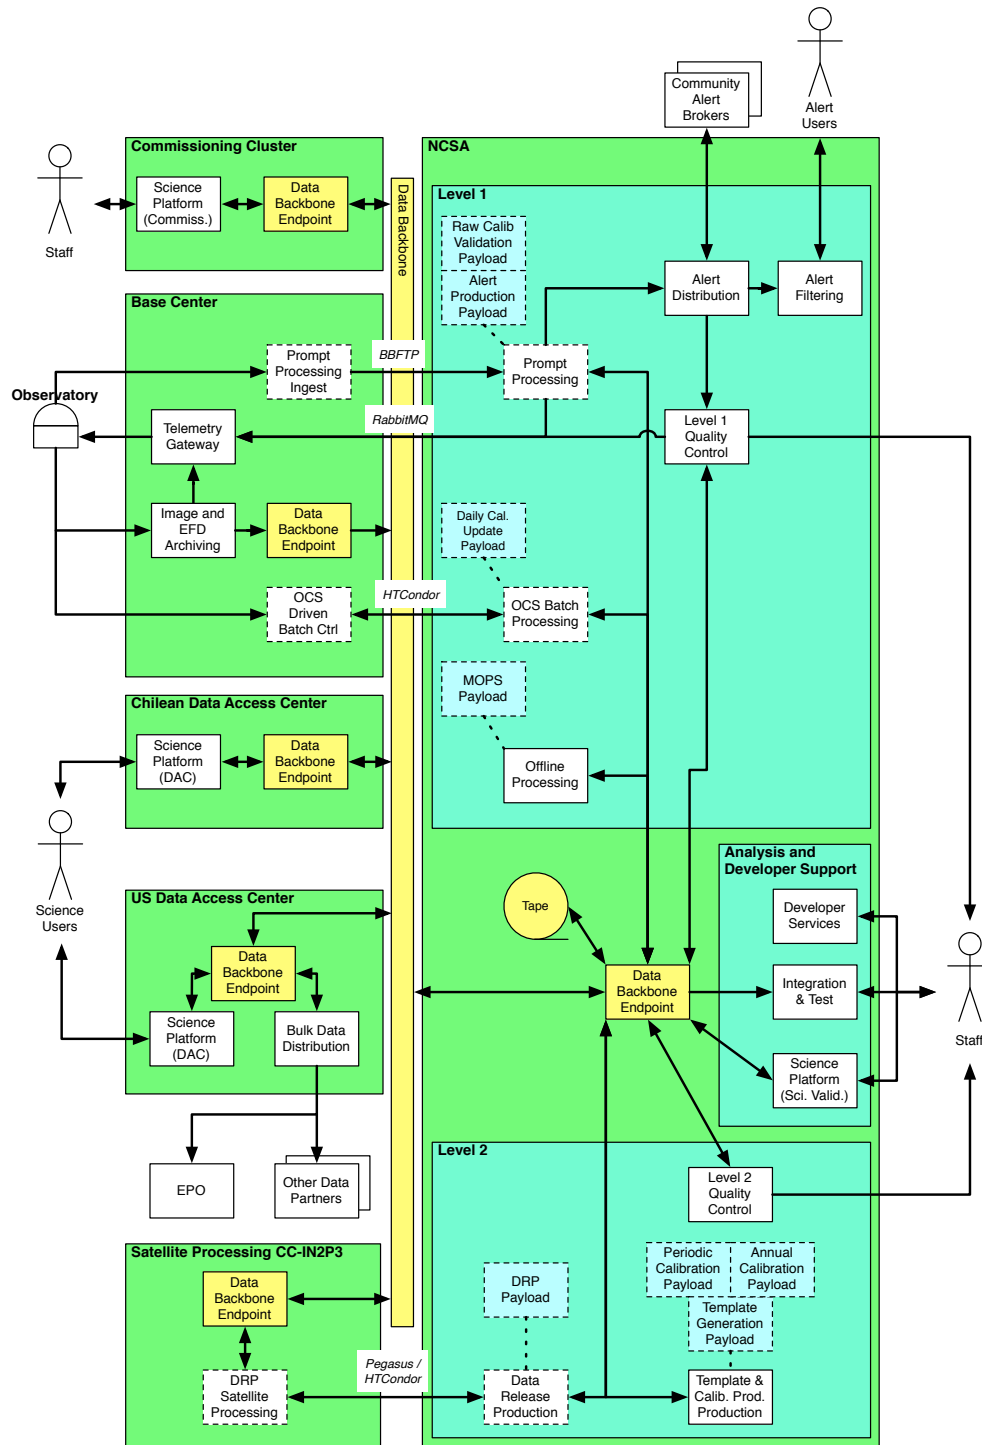 Community
Alert
Brokers
Alert
Users
Commissioning Cluster
Science
Platform
(Commiss.)
Data
Backbone
Endpoint
Staff
Data Backbone
NCSA
Level 1
Raw Calib
Validation
Payload
Alert
Production
Payload
Alert
Distribution
Alert
Filtering
Base Center
Prompt
Processing
Ingest
BBFTP
Prompt
Processing
Observatory
Telemetry
Gateway
RabbitMQ
Level 1
Quality
Control
Image and
EFD
Archiving
Data
Backbone
Endpoint
Daily Cal.
Update
Payload
OCS
Driven
Batch Ctrl
HTCondor
OCS Batch
Processing
MOPS
Payload
Offline
Processing
Chilean Data Access Center
Science
Platform
(DAC)
Data
Backbone
Endpoint
Science
Users
US Data Access Center
Data
Backbone
Endpoint
Science
Platform
(DAC)
Bulk Data
Distribution
EPO
Other Data
Partners
Tape
Data
Backbone
Endpoint
Analysis and
Developer Support
Developer
Services
Integration
& Test
Science
Platform
(Sci. Valid.)
Staff
Level 2
Level 2
Quality
Control
Periodic
Calibration
Payload
Annual
Calibration
Payload
Template
Generation
Payload
DRP
Payload
Satellite Processing CC-IN2P3
Data
Backbone
Endpoint
DRP
Satellite
Processing
Pegasus /
HTCondor
Data
Release
Production
Template &
Calib. Prod.
Production